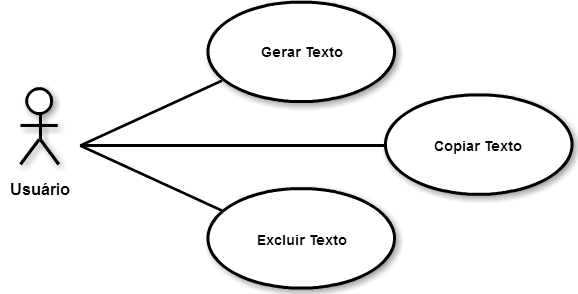 Gerar Texto
Copiar Texto
Usuário
Excluir Texto